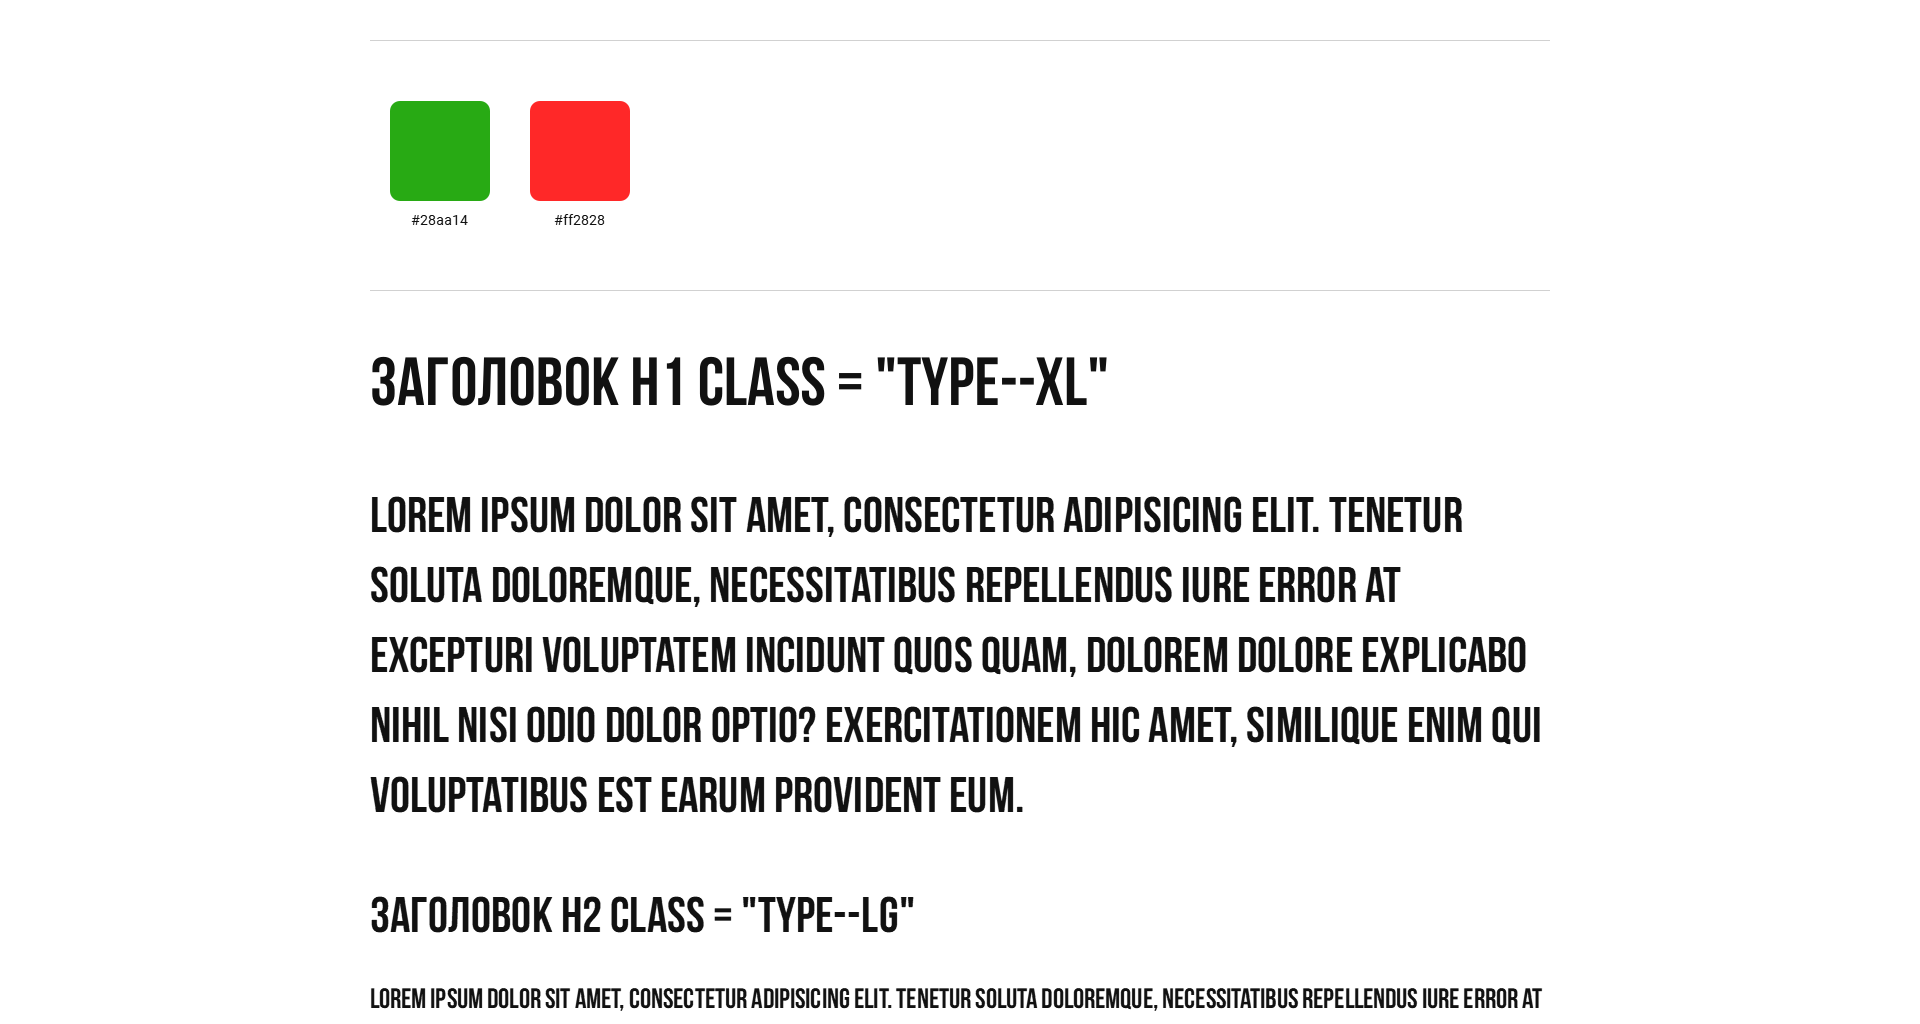 #28aa14
#ff2828
ЗАГОЛОВОК H1 CLASS = "TYPE--XL"
LOREM IPSUM DOLOR SIT AMET, CONSECTETUR ADIPISICING ELIT. TENETUR
SOLUTA DOLOREMQUE, NECESSITATIBUS REPELLENDUS IURE ERROR AT
EXCEPTURI VOLUPTATEM INCIDUNT QUOS QUAM, DOLOREM DOLORE EXPLICABO
NIHIL NISI ODIO DOLOR OPTIO? EXERCITATIONEM HIC AMET, SIMILIQUE ENIM QUI
VOLUPTATIBUS EST EARUM PROVIDENT EUM.
ЗАГОЛОВОК H2 CLASS = "TYPE--LG"
LOREM IPSUM DOLOR SIT AMET, CONSECTETUR ADIPISICING ELIT. TENETUR SOLUTA DOLOREMQUE, NECESSITATIBUS REPELLENDUS IURE ERROR AT